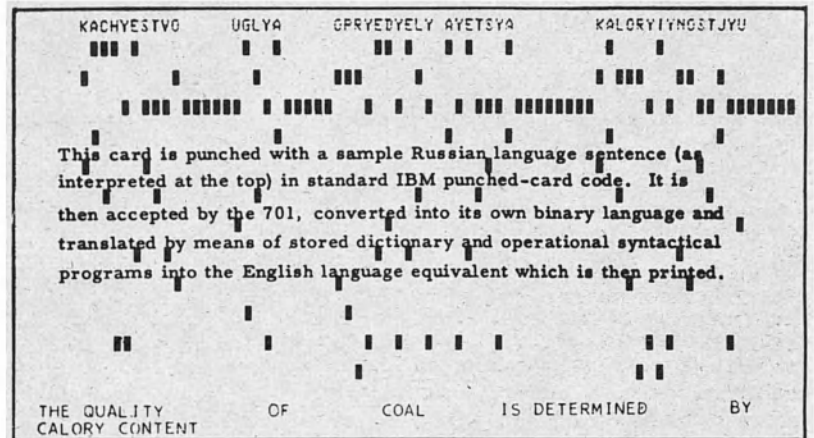 KACHYESTVO UGLYA OPRYEDYELY AYETSYA KALORYIYNOSTJYU
This card is punched with a sample Russian language sentence (as
interpreted at the top) in standard IBM punched-card code. It is
then accepted by the 701, converted into its own binary language and
translated by means of stored dictionary and operational syntactical
programs into the English language equivalent which is then printed.
THE QUALITY OF COAL IS DETERMINED BY
CALORY CONTENT